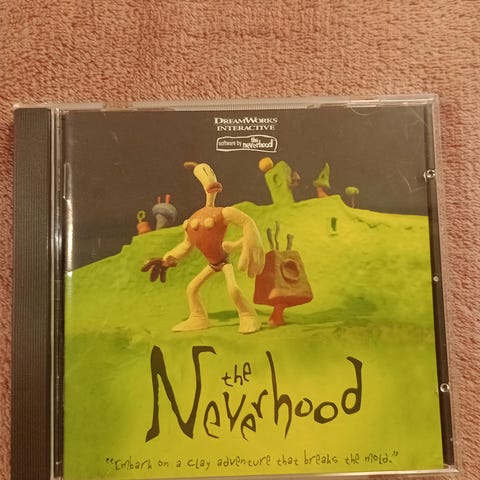 DREAMWORKS
INTERACTIVE
software by the neverhood
the
Neverhood
"Embark on a clay adventure that breaks the mold."